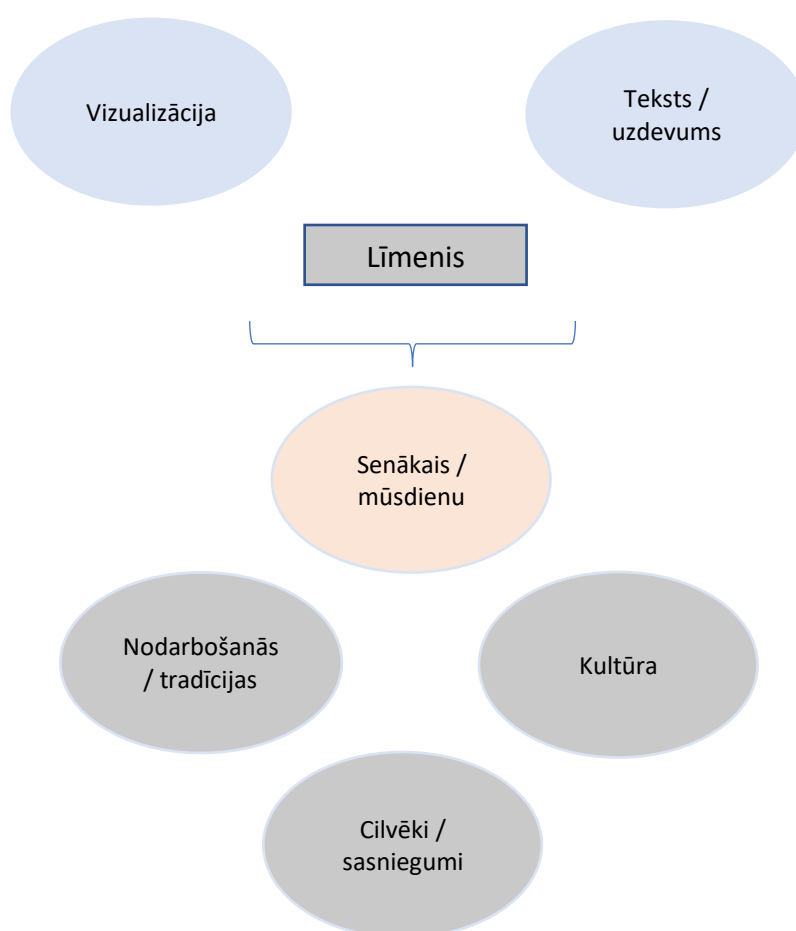 Vizualizācija
Teksts /
uzdevums
Līmenis
Senākais /
mūsdienu
Nodarbošanās
/ tradīcijas
Kultūra
Cilvēki /
sasniegumi